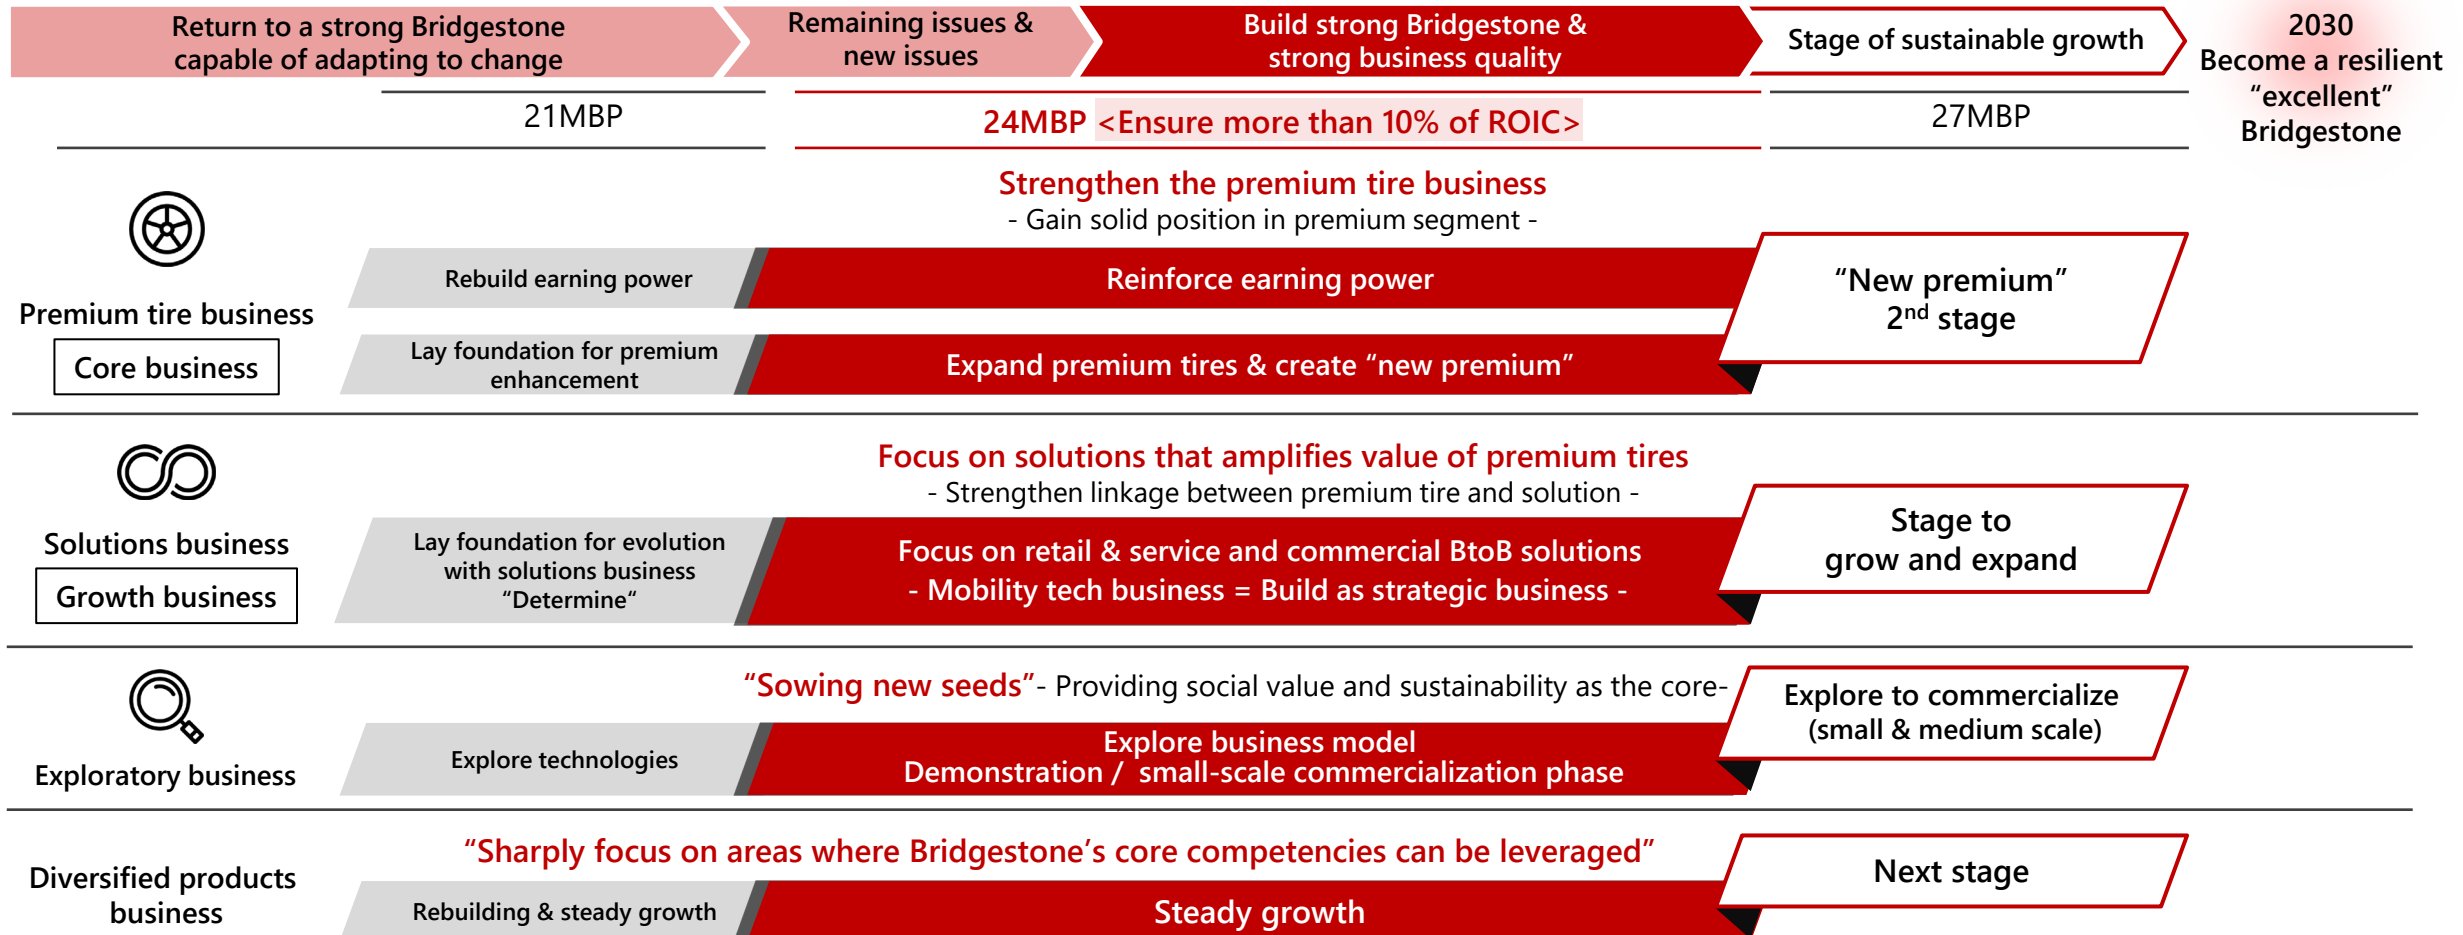 Return to a strong Bridgestone
capable of adapting to change
Remaining issues &
new issues
Build strong Bridgestone &
strong business quality
Stage of sustainable growth
2030
Become a resilient
“excellent”
Bridgestone
21MBP
24MBP <Ensure more than 10% of ROIC>
27MBP
Strengthen the premium tire business
- Gain solid position in premium segment -
Premium tire business
Core business
Rebuild earning power
Reinforce earning power
Lay foundation for premium
enhancement
Expand premium tires & create “new premium”
“New premium”
2nd stage
Focus on solutions that amplifies value of premium tires
- Strengthen linkage between premium tire and solution -
Solutions business
Growth business
Lay foundation for evolution
with solutions business
“Determine“
Focus on retail & service and commercial BtoB solutions
- Mobility tech business = Build as strategic business -
Stage to
grow and expand
“Sowing new seeds”- Providing social value and sustainability as the core-
Exploratory business
Explore technologies
Explore business model
Demonstration / small-scale commercialization phase
Explore to commercialize
(small & medium scale)
“Sharply focus on areas where Bridgestone’s core competencies can be leveraged”
Diversified products
business
Rebuilding & steady growth
Steady growth
Next stage